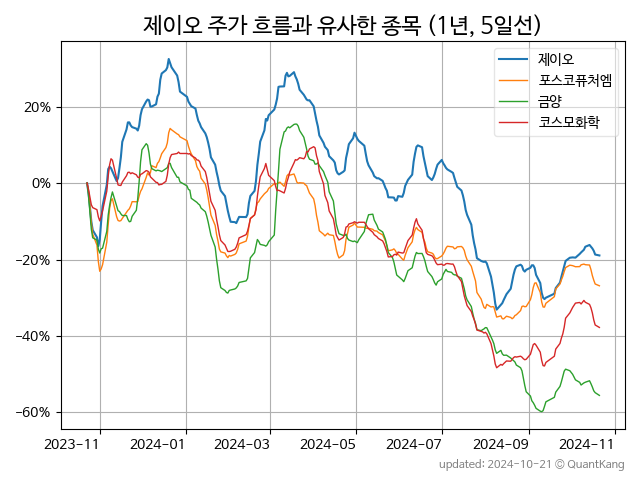 제이오 주가 흐름과 유사한 종목 (1년, 5일선)
제이오
포스코퓨처엠
금양
코스모화학
20%
0%
−20%
−40%
−60%
2023-11 2024-01 2024-03 2024-05 2024-07 2024-09 2024-11
updated: 2024-10-21 © QuantKang